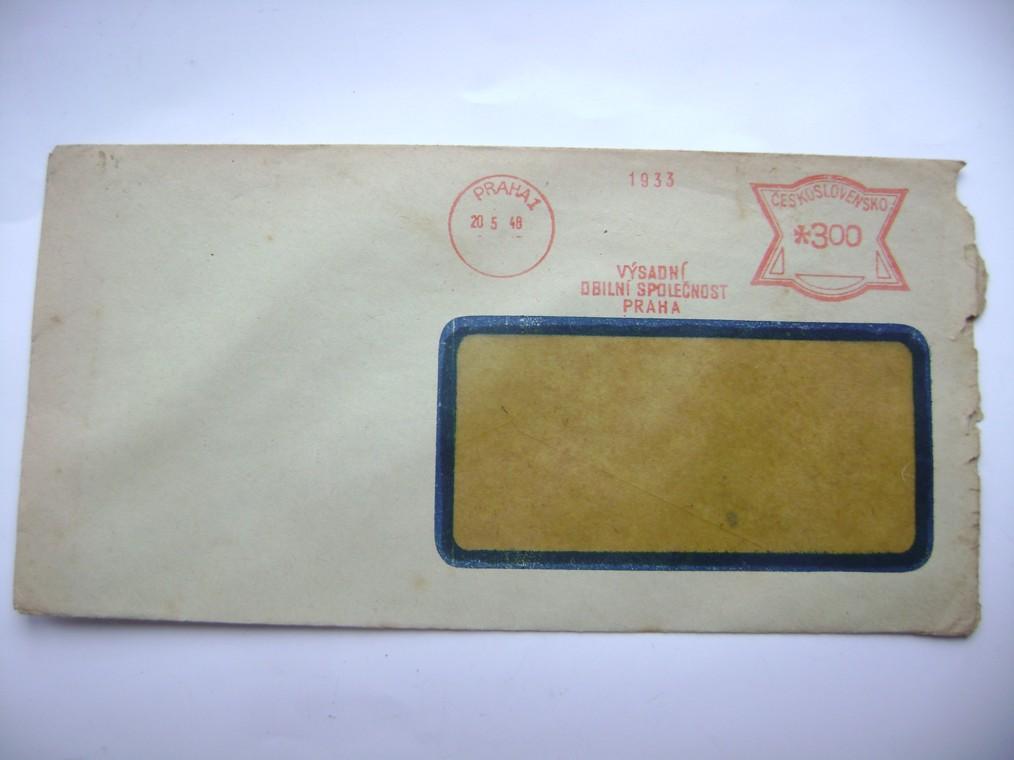 PRAHA 1
20 5 48
1933
VÝSADNÍ
OBILNÍ SPOLEČNOST
PRAHA
ČESKOSLOVENSKO
*300